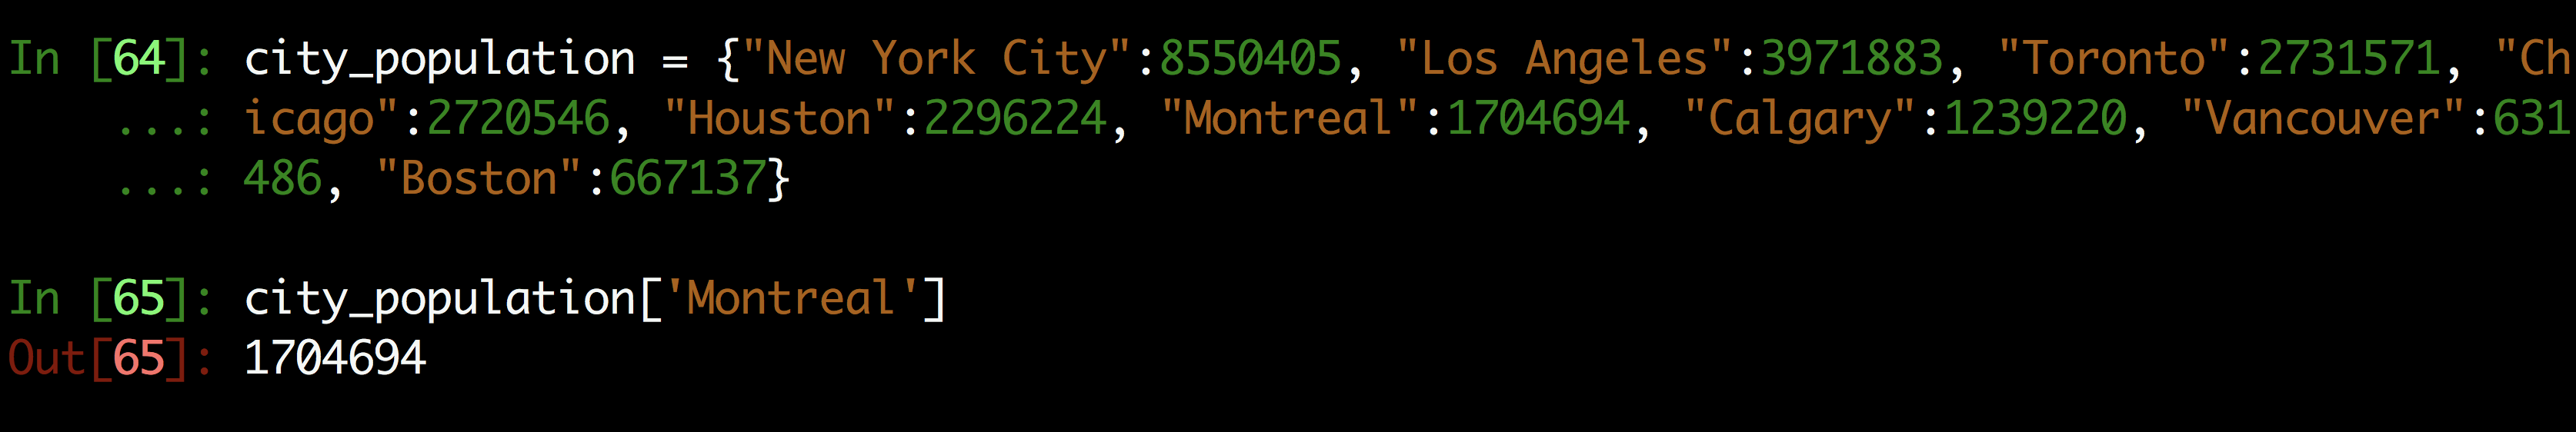 In [64]: city_population = {"New York City":8550405, "Los Angeles":3971883, "Toronto":2731571, "Ch
...: icago":2720546, "Houston":2296224, "Montreal":1704694, "Calgary":1239220, "Vancouver":631
...: 486, "Boston":667137}
In [65]: city_population['Montreal']
Out[65]: 1704694